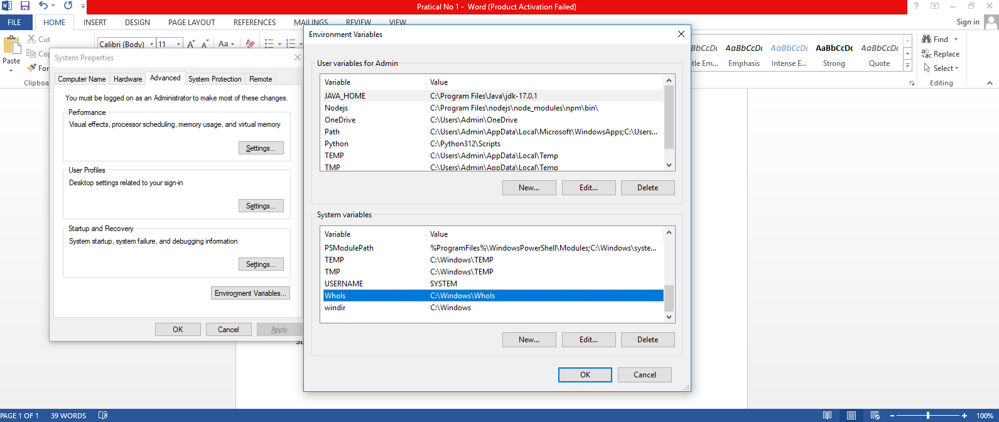 Pratical No 1 - Word (Product Activation Failed)
FILE HOME INSERT DESIGN PAGE LAYOUT REFERENCES MAILINGS REVIEW VIEW Sign in
Paste
Cut
Clipboa
Calibri (Body) 11 Aa
AaBbCcDc AaBbCcDc AaBbCcDc AaBbCcDc
Emphasis Intense E... Strong Quote
Find
Replace
Select
Editing
System Properties
Computer Name Hardware Advanced System Protection Remote
You must be logged on as an Administrator to make most of these changes.
Performance
Visual effects, processor scheduling, memory usage, and virtual memory
Settings...
User Profiles
Desktop settings related to your sign-in
Settings...
Startup and Recovery
System startup, system failure, and debugging information
Settings...
Environment Variables...
OK Cancel Apply
Environment Variables
User variables for Admin
Variable Value
JAVA_HOME C:\Program Files\Java\jdk-17.0.1
Nodejs C:\Program Files\nodejs\node_modules\npm\bin\
OneDrive C:\Users\Admin\OneDrive
Path C:\Users\Admin\AppData\Local\Microsoft\WindowsApps;C:\Users...
Python C:\Python312\Scripts
TEMP C:\Users\Admin\AppData\Local\Temp
TMP C:\Users\Admin\AppData\Local\Temp
New... Edit... Delete
System variables
Variable Value
PSModulePath %ProgramFiles%\WindowsPowerShell\Modules;C:\Windows\syste...
TEMP C:\Windows\TEMP
TMP C:\Windows\TEMP
USERNAME SYSTEM
WhoIs C:\Windows\WhoIs
windir C:\Windows
New... Edit... Delete
OK Cancel
PAGE 1 OF 1 39 WORDS 100%